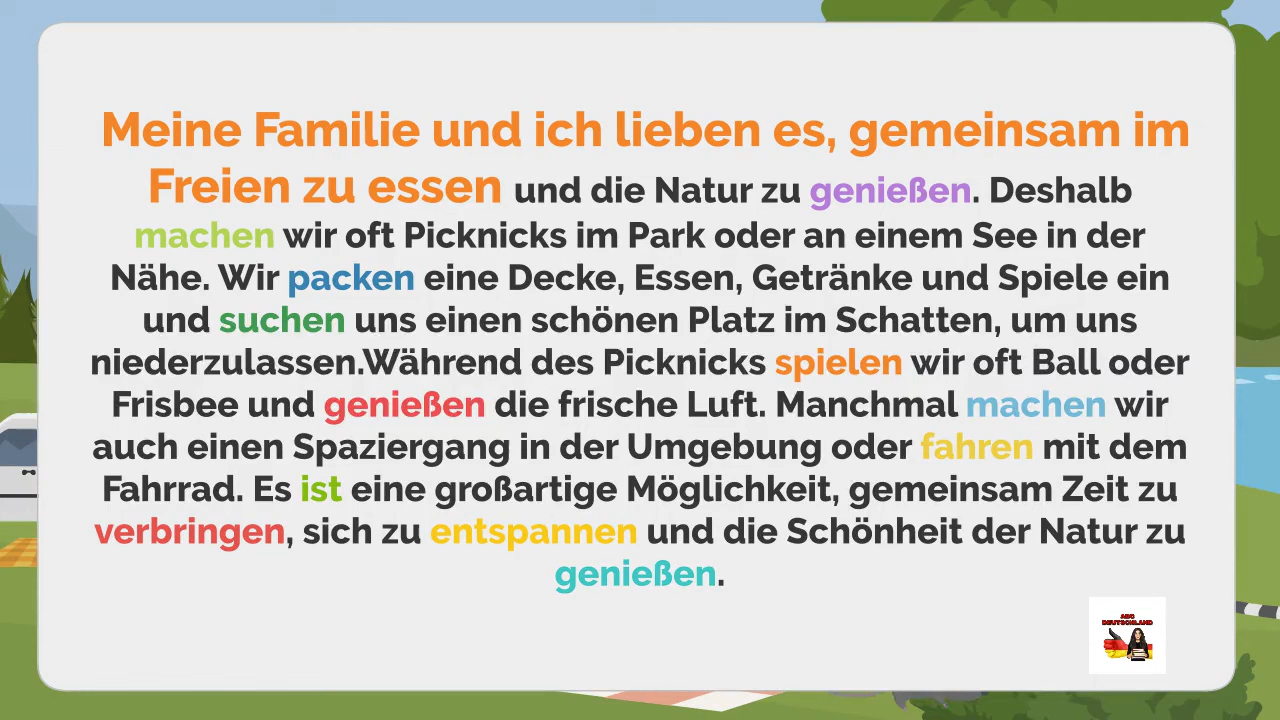 Meine Familie und ich lieben es, gemeinsam im
Freien zu essen und die Natur zu genießen. Deshalb
machen wir oft Picknicks im Park oder an einem See in der
Nähe. Wir packen eine Decke, Essen, Getränke und Spiele ein
und suchen uns einen schönen Platz im Schatten, um uns
niederzulassen.Während des Picknicks spielen wir oft Ball oder
Frisbee und genießen die frische Luft. Manchmal machen wir
auch einen Spaziergang in der Umgebung oder fahren mit dem
Fahrrad. Es ist eine großartige Möglichkeit, gemeinsam Zeit zu
verbringen, sich zu entspannen und die Schönheit der Natur zu
genießen.
DEUTSCHLAND